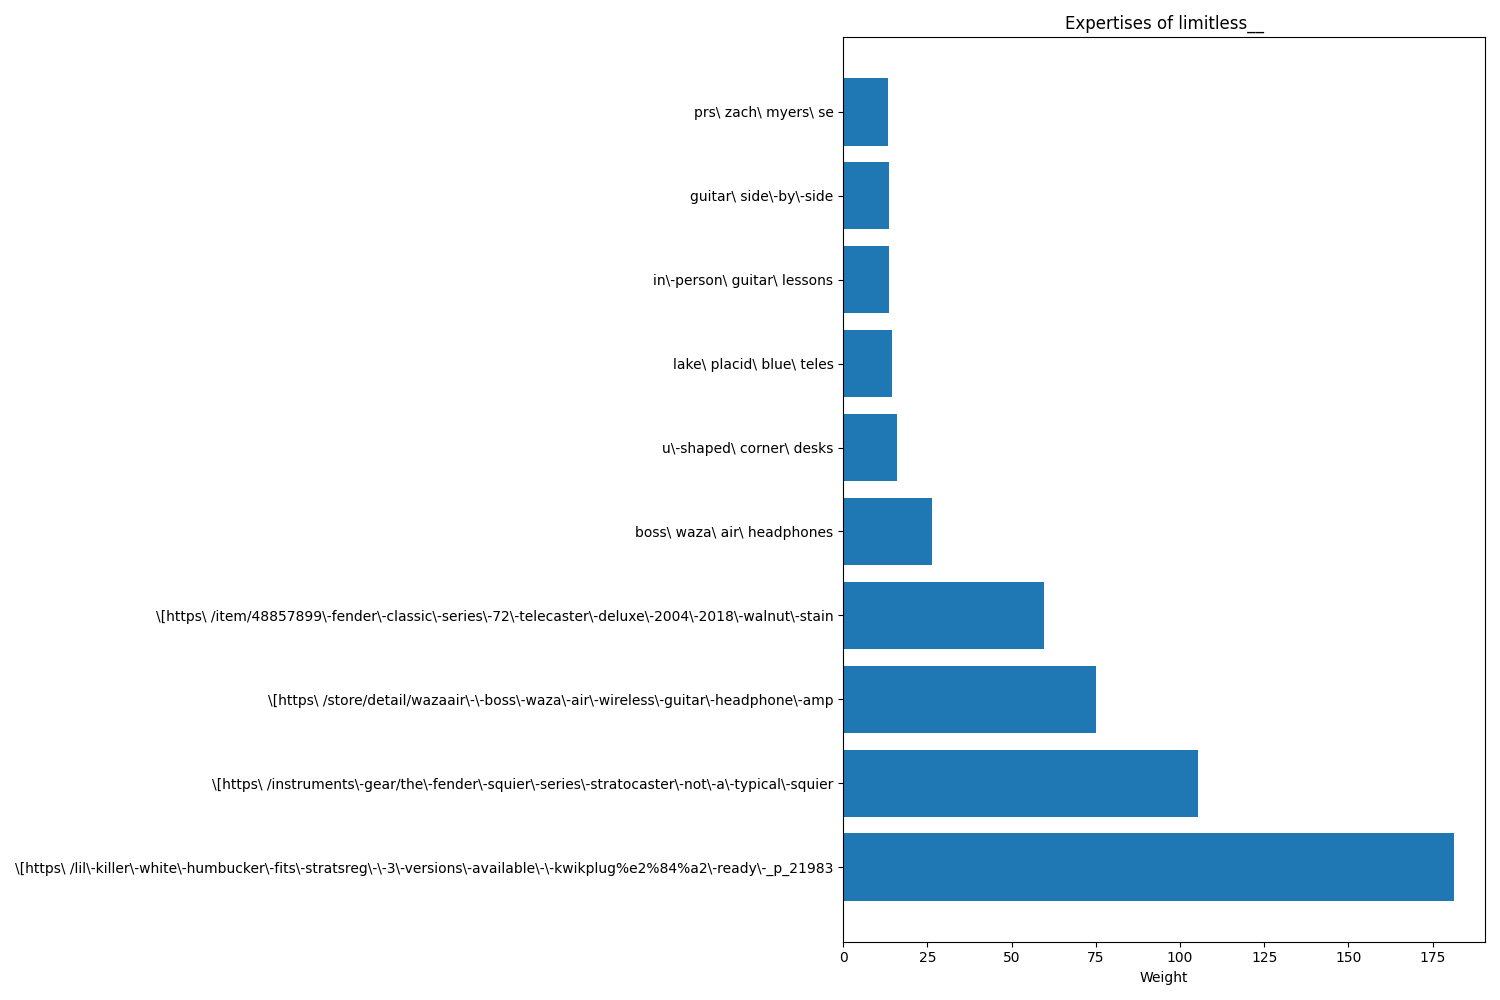 Expertises of limitless__
prs\ zach\ myers\ se
guitar\ side\-by\-side
in\-person\ guitar\ lessons
lake\ placid\ blue\ teles
u\-shaped\ corner\ desks
boss\ waza\ air\ headphones
\[https\ /item/48857899\-fender\-classic\-series\-72\-telecaster\-deluxe\-2004\-2018\-walnut\-stain
\[https\ /store/detail/wazaair\-\-boss\-waza\-air\-wireless\-guitar\-headphone\-amp
\[https\ /instruments\-gear/the\-fender\-squier\-series\-stratocaster\-not\-a\-typical\-squier
\[https\ /lil\-killer\-white\-humbucker\-fits\-stratsreg\-\-3\-versions\-available\-\-kwikplug%e2%84%a2\-ready\-_p_21983
0 25 50 75 100 125 150 175
Weight